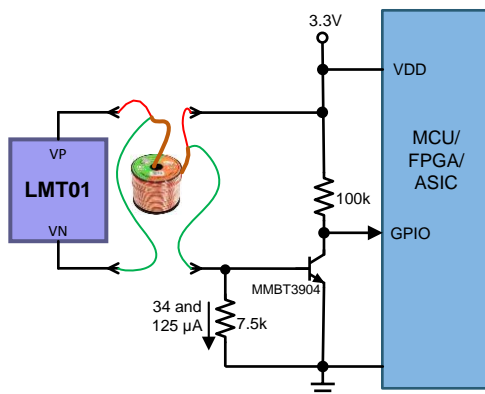 3.3V
VDD
VP
LMT01
VN
MCU/
FPGA/
ASIC
100k
GPIO
MMBT3904
34 and
125 µA
7.5k